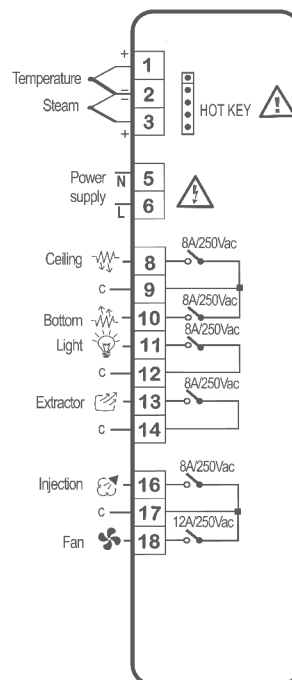 +
Temperature 1
– 2
Steam –
3 HOT KEY
+
Power N 5
supply L 6
8A/250Vac
Ceiling 8
c 9
8A/250Vac
Bottom 10
8A/250Vac
Light 11
c 12
8A/250Vac
Extractor 13
c 14
8A/250Vac
Injection 16
c 17
12A/250Vac
Fan 18